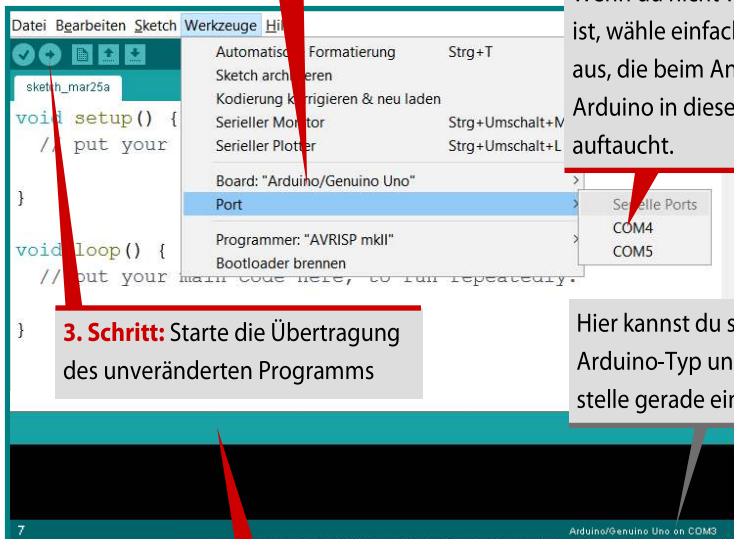 Wenn du nicht
ist, wähle einfach
aus, die beim
Arduino in diese
auftaucht.
Datei Bearbeiten Sketch Werkzeuge
sketch_mar25a
Automatische Formatierung Strg+T
Sketch archivieren
Kodierung korrigieren & neu laden
Serieller Monitor Strg+Umschalt+M
Serieller Plotter Strg+Umschalt+L
Board: "Arduino/Genuino Uno"
Port
Programmer: "AVRISP mkII"
Bootloader brennen
Serielle Ports
COM4
COM5
void setup() {
// put your
}
void loop() {
// put your main code here, to run repeatedly:
}
3. Schritt: Starte die Übertragung
des unveränderten Programms
Hier kannst du
Arduino-Typ
stelle gerade
7
Arduino/Genuino Uno on COM3